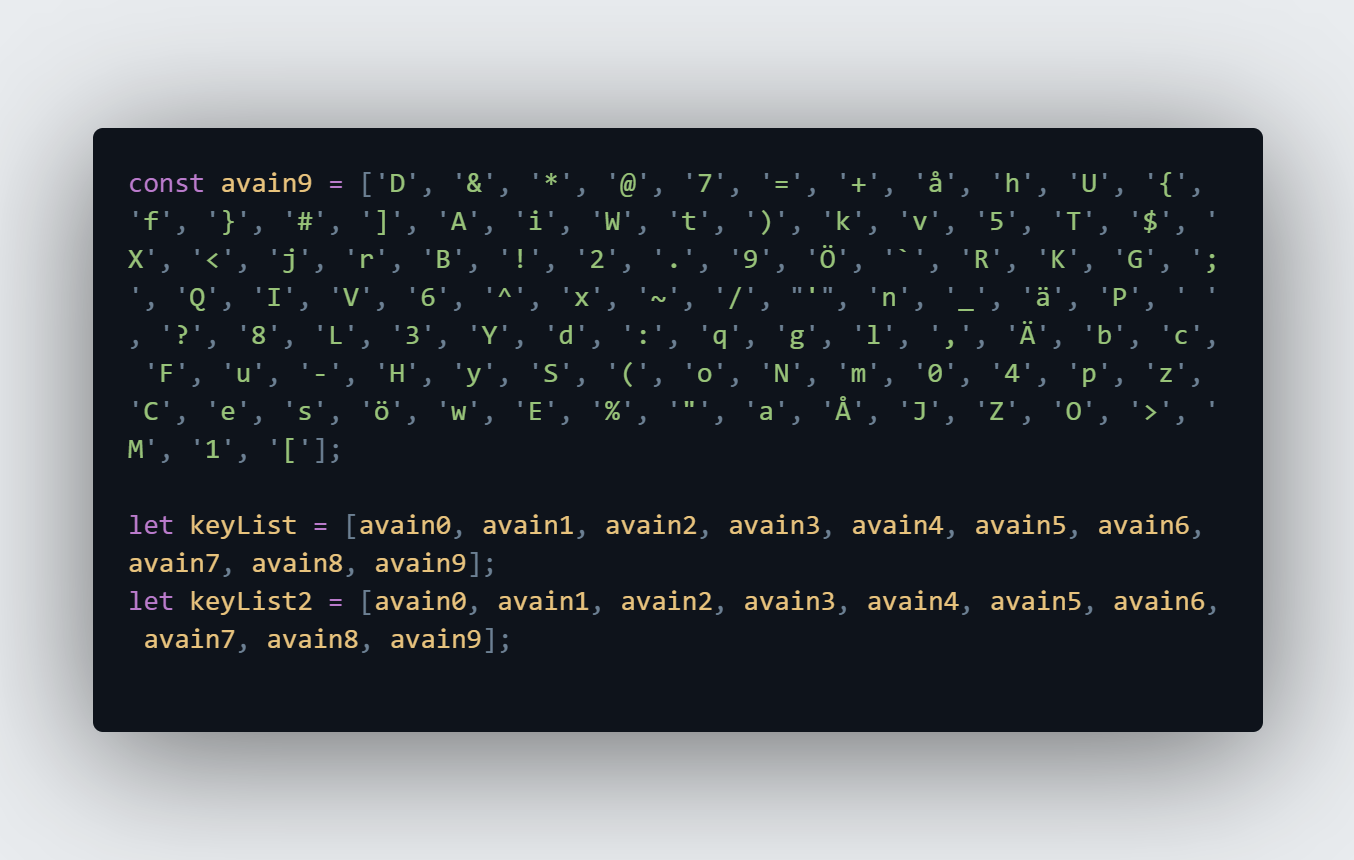 const avain9 = ['D', '&', '*', '@', '7', '=', '+', 'å', 'h', 'U', '{',
'f', '}', '#', ']', 'A', 'i', 'W', 't', ')', 'k', 'v', '5', 'T', '$', '
X', '<', 'j', 'r', 'B', '!', '2', '.', '9', 'Ö', '`', 'R', 'K', 'G', ';
', 'Q', 'I', 'V', '6', '^', 'x', '~', '/', "'", 'n', '_', 'ä', 'P', ' '
, '?', '8', 'L', '3', 'Y', 'd', ':', 'q', 'g', 'l', ',', 'Ä', 'b', 'c',
 'F', 'u', '-', 'H', 'y', 'S', '(', 'o', 'N', 'm', '0', '4', 'p', 'z',
'C', 'e', 's', 'ö', 'w', 'E', '%', '"', 'a', 'Å', 'J', 'Z', 'O', '>', '
M', '1', '['];
let keyList = [avain0, avain1, avain2, avain3, avain4, avain5, avain6,
avain7, avain8, avain9];
let keyList2 = [avain0, avain1, avain2, avain3, avain4, avain5, avain6,
 avain7, avain8, avain9];